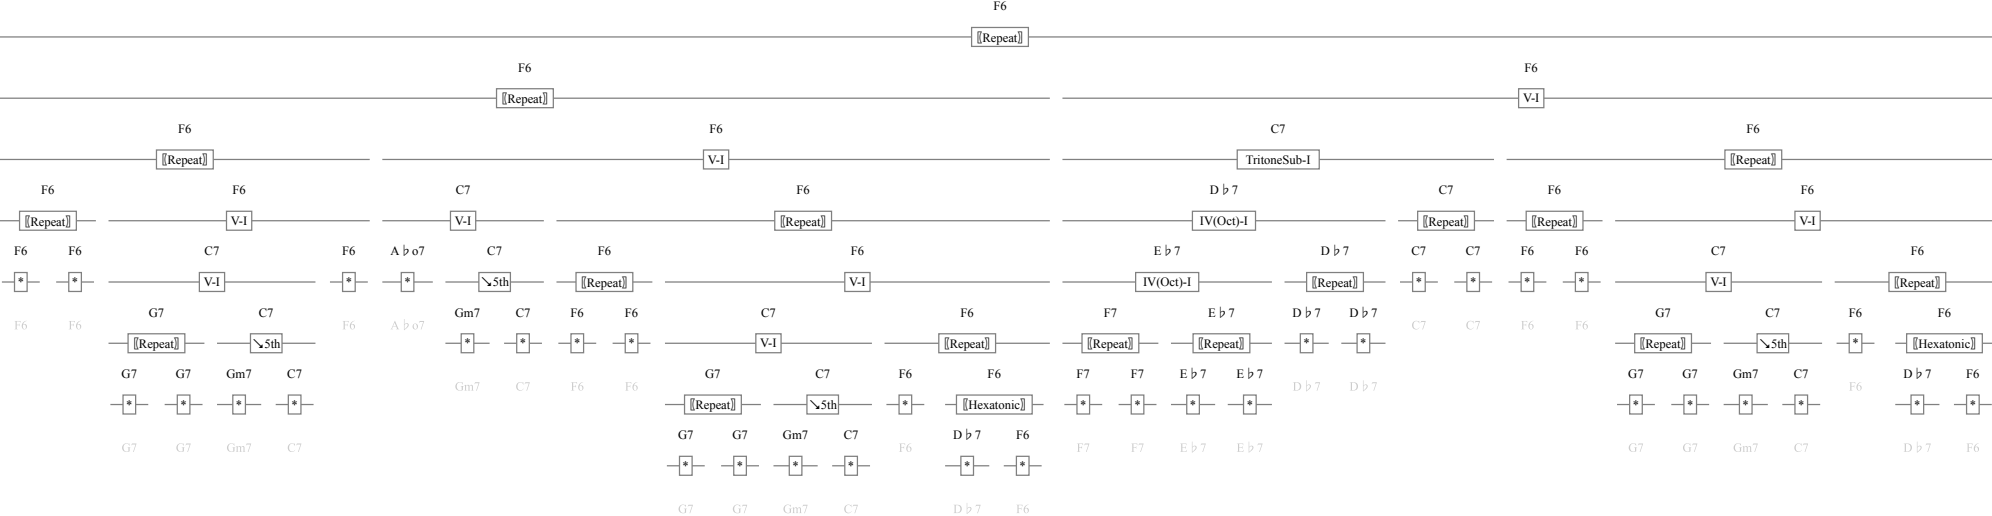 F6
〖Repeat〗
F6 F6
〖Repeat〗 V-I
F6 F6 C7 F6
〖Repeat〗 V-I TritoneSub-I 〖Repeat〗
F6 F6 C7 F6 D♭7 C7 F6 F6
〖Repeat〗 V-I V-I 〖Repeat〗 IV(Oct)-I 〖Repeat〗 〖Repeat〗 V-I
F6 F6 C7 F6 A♭o7 C7 F6 F6 E♭7 D♭7 C7 C7 F6 F6 C7 F6
* * V-I * * ↘5th 〖Repeat〗 V-I IV(Oct)-I 〖Repeat〗 * * * * V-I 〖Repeat〗
F6 F6 G7 C7 F6 A♭o7 Gm7 C7 F6 F6 C7 F6 F7 E♭7 D♭7 D♭7 C7 C7 F6 F6 G7 C7 F6 F6
〖Repeat〗 ↘5th * * * * V-I 〖Repeat〗 〖Repeat〗 〖Repeat〗 * * 〖Repeat〗 ↘5th * 〖Hexatonic〗
G7 G7 Gm7 C7 Gm7 C7 F6 F6 G7 C7 F6 F6 F7 F7 E♭7 E♭7 D♭7 D♭7 G7 G7 Gm7 C7 F6 D♭7 F6
* * * * 〖Repeat〗 ↘5th * 〖Hexatonic〗 * * * * * * * * * *
G7 G7 Gm7 C7 G7 G7 Gm7 C7 F6 D♭7 F6 F7 F7 E♭7 E♭7 G7 G7 Gm7 C7 D♭7 F6
* * * * * *
G7 G7 Gm7 C7 D♭7 F6